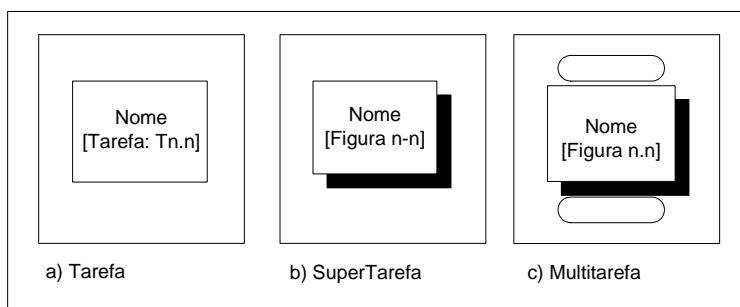 Nome
[Tarefa: Tn.n]
Nome
[Figura n-n]
Nome
[Figura n.n]
a) Tarefa
b) SuperTarefa
c) Multitarefa